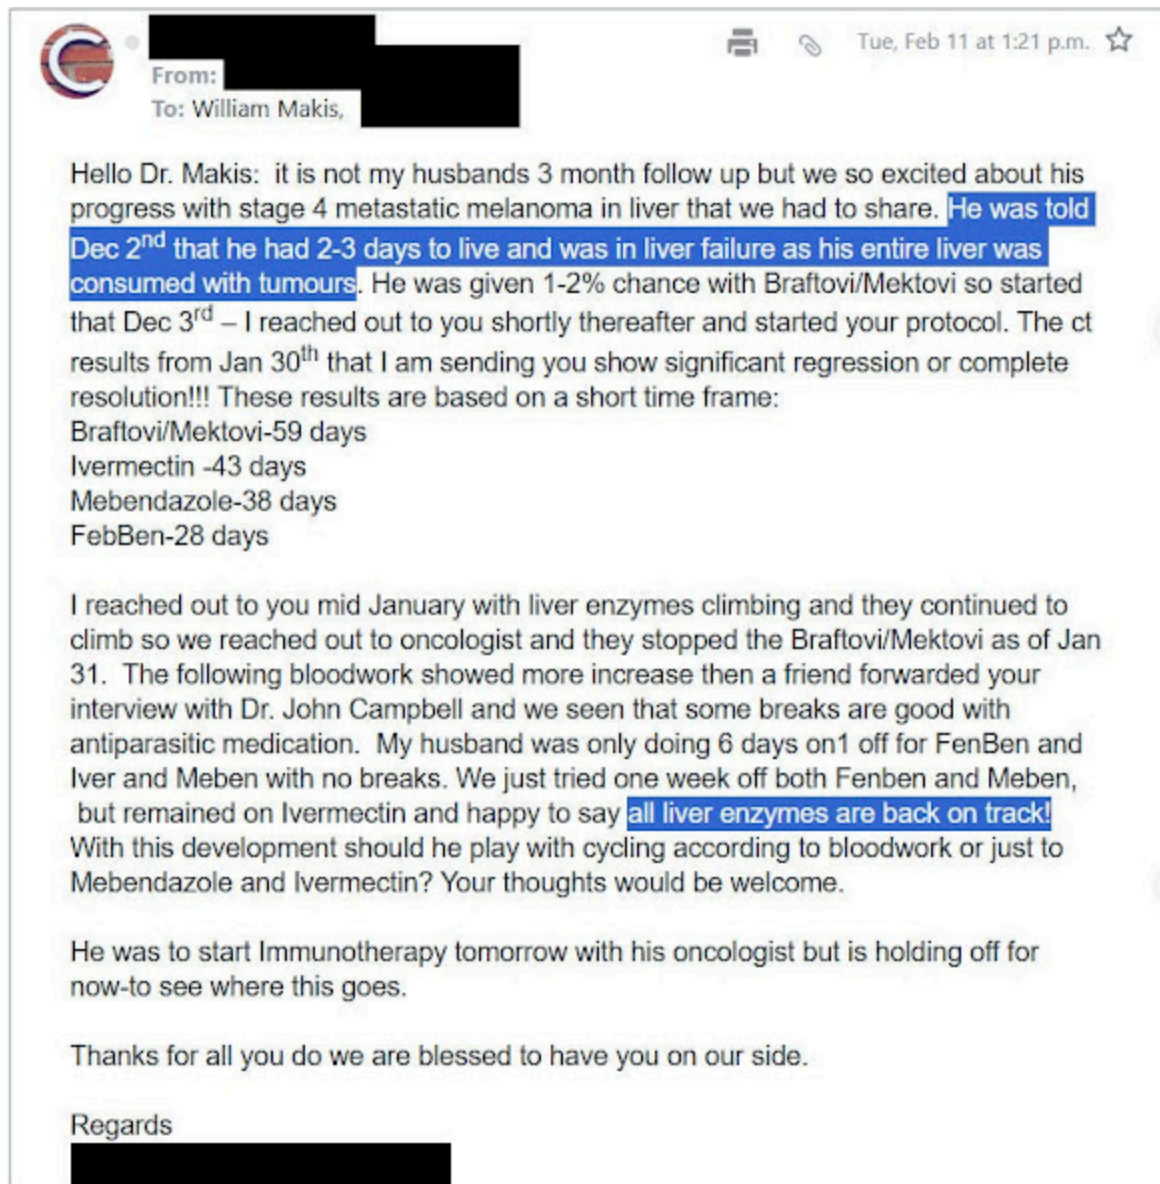 C
Tue, Feb 11 at 1:21 p.m.
From:
To: William Makis,
Hello Dr. Makis:  it is not my husbands 3 month follow up but we so excited about his
progress with stage 4 metastatic melanoma in liver that we had to share. He was told
Dec 2nd that he had 2-3 days to live and was in liver failure as his entire liver was
consumed with tumours. He was given 1-2% chance with Braftovi/Mektovi so started
that Dec 3rd – I reached out to you shortly thereafter and started your protocol. The ct
results from Jan 30th that I am sending you show significant regression or complete
resolution!!! These results are based on a short time frame:
Braftovi/Mektovi-59 days
Ivermectin -43 days
Mebendazole-38 days
FebBen-28 days
I reached out to you mid January with liver enzymes climbing and they continued to
climb so we reached out to oncologist and they stopped the Braftovi/Mektovi as of Jan
31.  The following bloodwork showed more increase then a friend forwarded your
interview with Dr. John Campbell and we seen that some breaks are good with
antiparasitic medication.  My husband was only doing 6 days on1 off for FenBen and
Iver and Meben with no breaks. We just tried one week off both Fenben and Meben,
but remained on Ivermectin and happy to say all liver enzymes are back on track!
With this development should he play with cycling according to bloodwork or just to
Mebendazole and Ivermectin? Your thoughts would be welcome.
He was to start Immunotherapy tomorrow with his oncologist but is holding off for
now-to see where this goes.
Thanks for all you do we are blessed to have you on our side.
Regards